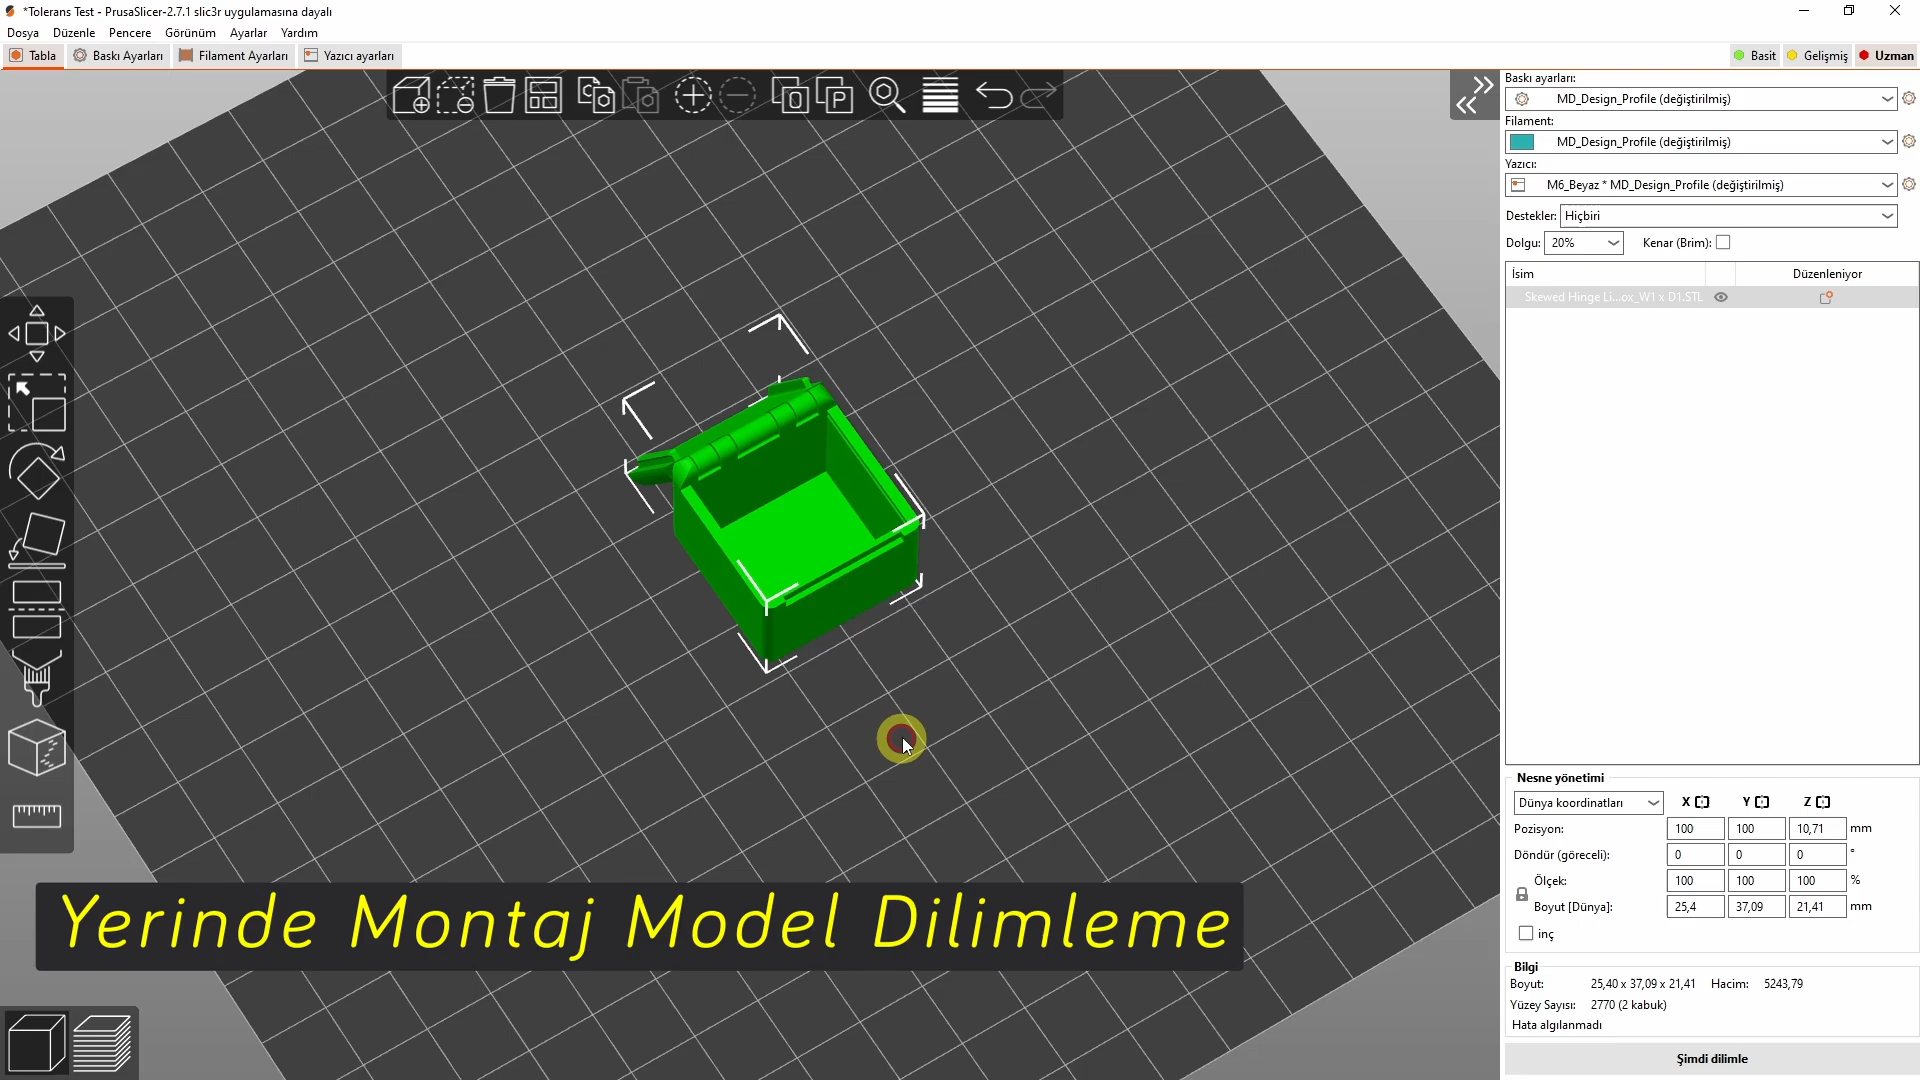 *Tolerans Test - PrusaSlicer-2.7.1 slic3r uygulamasına dayalı
Dosya Düzenle Pencere Görünüm Ayarlar Yardım
Tabla Baskı Ayarları Filament Ayarları Yazıcı ayarları Basit Gelişmiş Uzman
Baskı ayarları:
MD_Design_Profile (değiştirilmiş)
Filament:
MD_Design_Profile (değiştirilmiş)
Yazıcı:
M6_Beyaz * MD_Design_Profile (değiştirilmiş)
Destekler: Hiçbiri
Dolgu: 20% Kenar (Brim):
İsim Düzenleniyor
Skewed Hinge Li...ox_W1 x D1.STL
Nesne yönetimi
Dünya koordinatları X Y Z
Pozisyon: 100 100 10,71 mm
Döndür (göreceli): 0 0 0 °
Ölçek: 100 100 100 %
Boyut [Dünya]: 25,4 37,09 21,41 mm
inç
Bilgi
Boyut: 25,40 x 37,09 x 21,41 Hacim: 5243,79
Yüzey Sayısı: 2770 (2 kabuk)
Hata algılanmadı
Şimdi dilimle
Yerinde Montaj Model Dilimleme